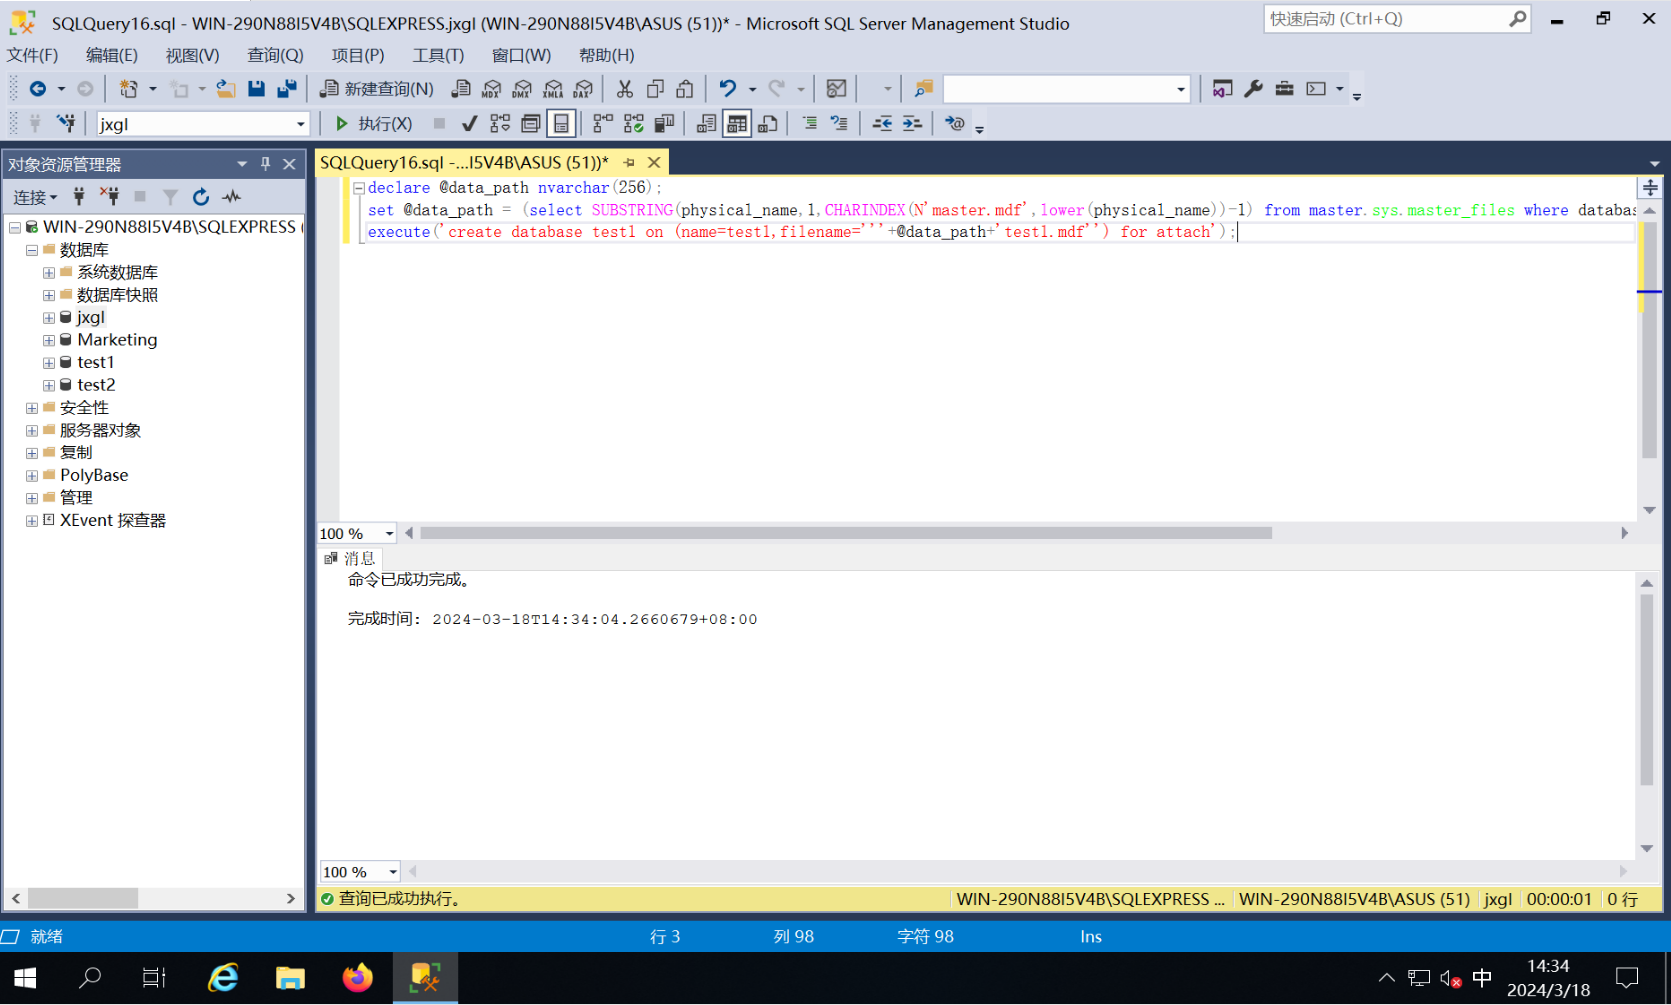 SQLQuery16.sql - WIN-290N88I5V4B\SQLEXPRESS.jxgl (WIN-290N88I5V4B\ASUS (51))* - Microsoft SQL Server Management Studio
快速启动 (Ctrl+Q)
文件(F) 编辑(E) 视图(V) 查询(Q) 项目(P) 工具(T) 窗口(W) 帮助(H)
新建查询(N) MDX DMX XMLA DAX
jxgl 执行(X)
对象资源管理器
连接
WIN-290N88I5V4B\SQLEXPRESS (
数据库
系统数据库
数据库快照
jxgl
Marketing
test1
test2
安全性
服务器对象
复制
PolyBase
管理
XEvent 探查器
SQLQuery16.sql -...I5V4B\ASUS (51))*
declare @data_path nvarchar(256);
set @data_path = (select SUBSTRING(physical_name,1,CHARINDEX(N'master.mdf',lower(physical_name))-1) from master.sys.master_files where databas
execute('create database test1 on (name=test1,filename='''+@data_path+'test1.mdf'') for attach');
100 %
消息
命令已成功完成。
完成时间: 2024-03-18T14:34:04.2660679+08:00
100 %
查询已成功执行。 WIN-290N88I5V4B\SQLEXPRESS ... WIN-290N88I5V4B\ASUS (51) jxgl 00:00:01 0 行
就绪 行 3 列 98 字符 98 Ins
中 14:34
2024/3/18